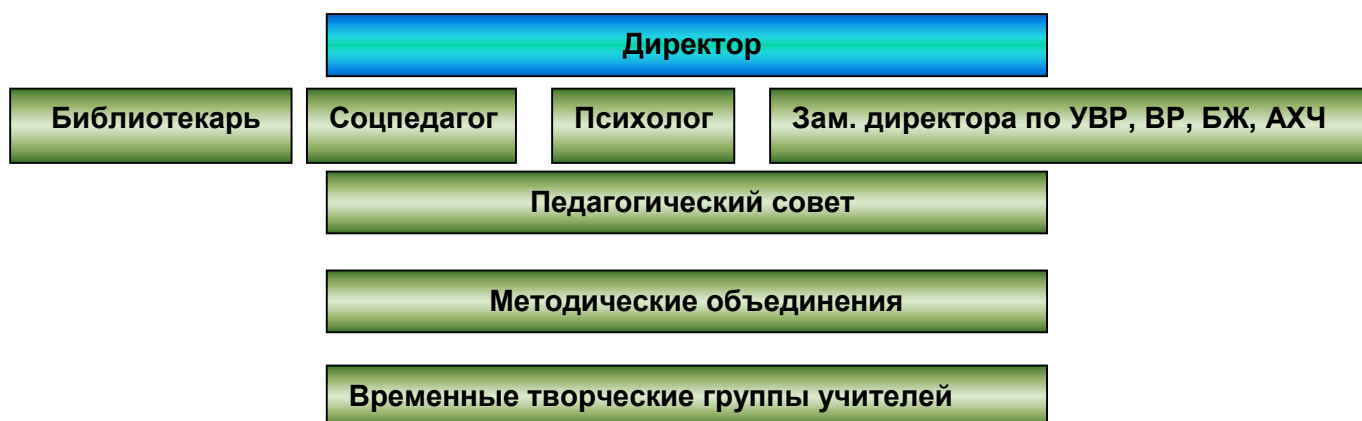 Директор
Библиотекарь
Соцпедагог
Психолог
Зам. директора по УВР, ВР, БЖ, АХЧ
Педагогический совет
Методические объединения
Временные творческие группы учителей